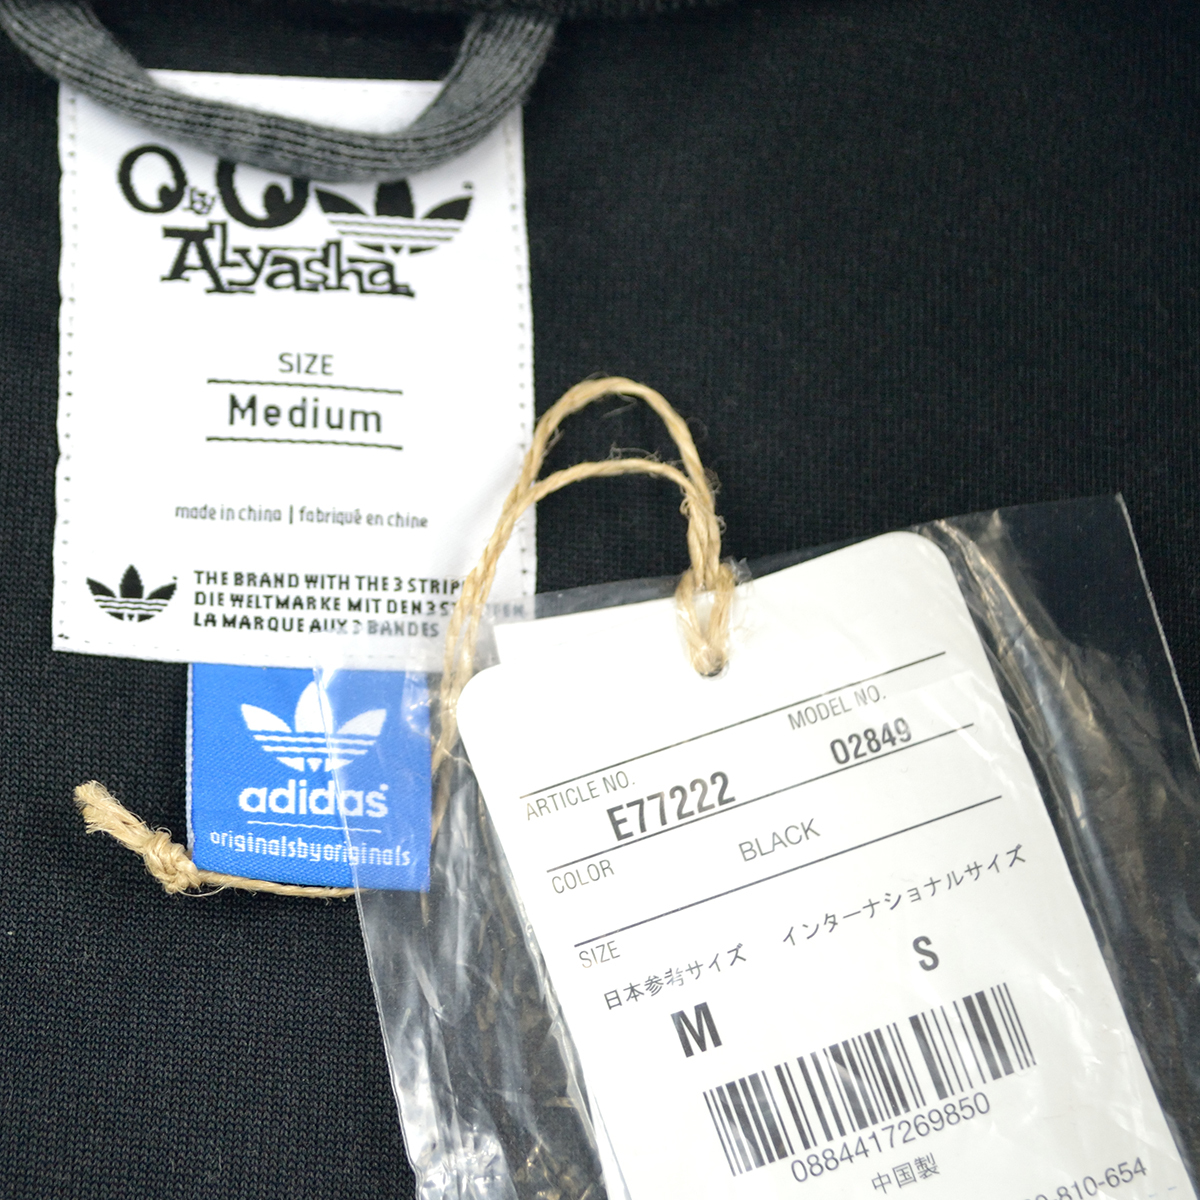 O by O
Alyasha
SIZE
Medium
made in china | fabriqué en chine
THE BRAND WITH THE 3 STRIP
DIE WELTMARKE MIT DEN 3 ST
LA MARQUE AUX 3 BANDES
adidas
originalsbyoriginals
MODEL NO.
02849
ARTICLE NO.
E77222
COLOR
BLACK
SIZE
日本参考サイズ インターナショナルサイズ
M S
0884417269850
中国製
-810-654